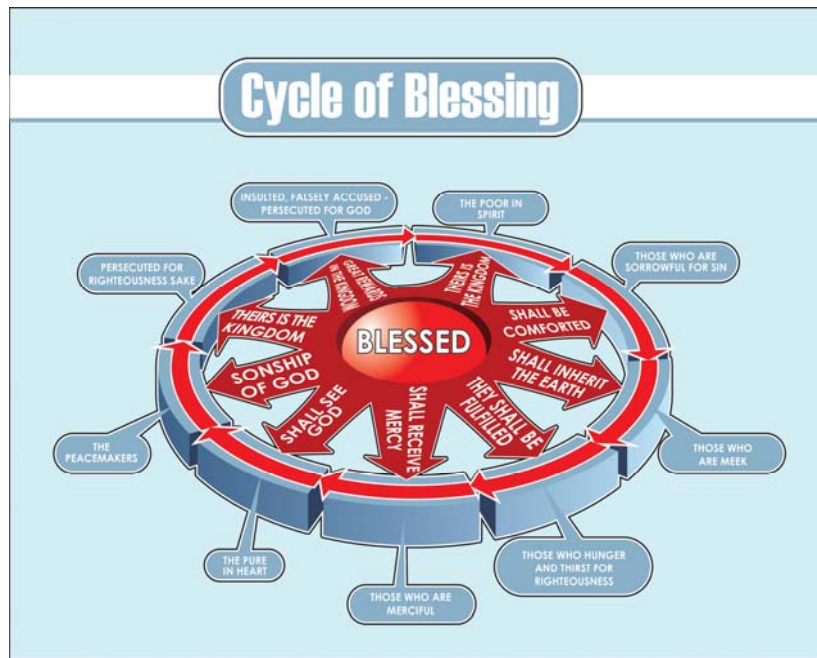 Cycle of Blessing
INSULTED, FALSELY ACCUSED -
PERSECUTED FOR GOD
THE POOR IN
SPIRIT
THOSE WHO ARE
SORROWFUL FOR SIN
THOSE WHO
ARE MEEK
THOSE WHO HUNGER
AND THIRST FOR
RIGHTEOUSNESS
THOSE WHO ARE
MERCIFUL
THE PURE
IN HEART
THE
PEACEMAKERS
PERSECUTED FOR
RIGHTEOUSNESS SAKE
BLESSED
GREAT REWARDS
IN THE KINGDOM
THEIRS IS
THE KINGDOM
SHALL BE
COMFORTED
SHALL INHERIT
THE EARTH
THEY SHALL BE
FULFILLED
SHALL RECEIVE
MERCY
SHALL SEE
GOD
SONSHIP
OF GOD
THEIRS IS THE
KINGDOM